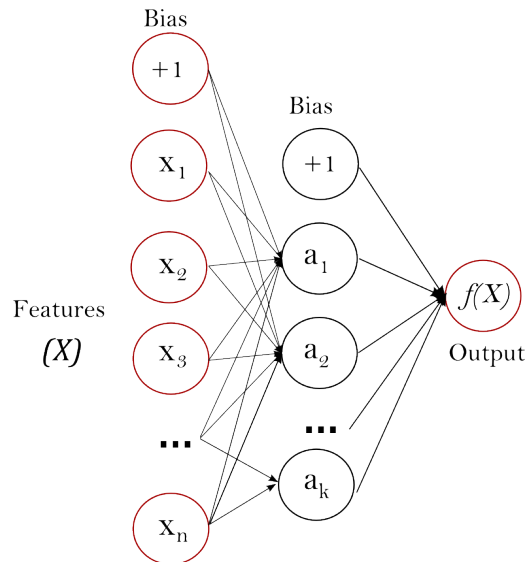 Bias
+1
x₁
x₂
x₃
...
xₙ
Features
(X)
Bias
+1
a₁
a₂
...
aₖ
f(X)
Output